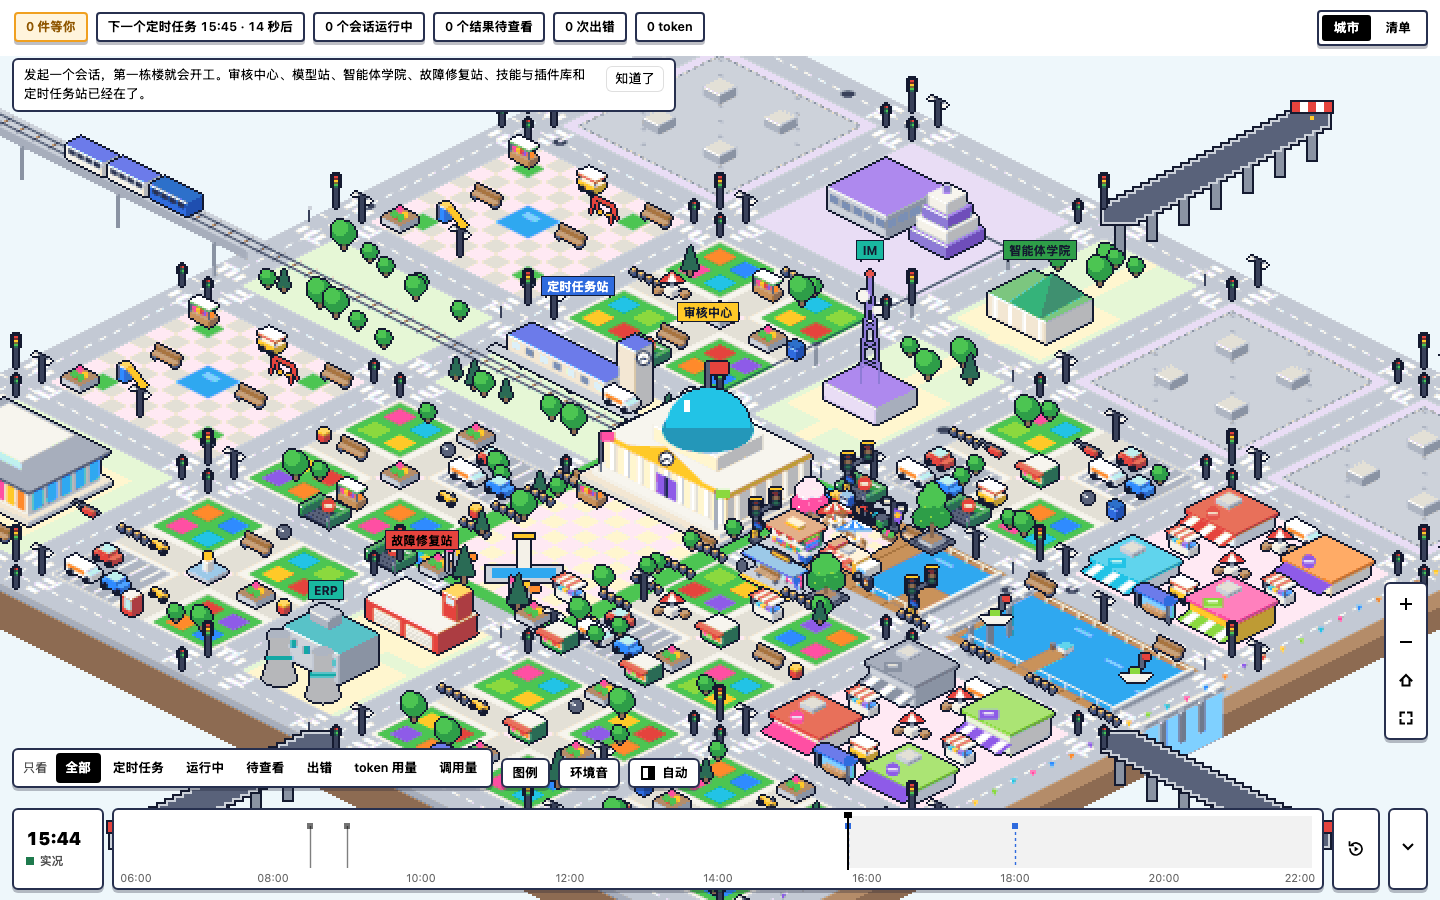 0 件等你
下一个定时任务 15:45 · 14 秒后
0 个会话运行中
0 个结果待查看
0 次出错
0 token
城市
清单
发起一个会话，第一栋楼就会开工。审核中心、模型站、智能体学院、故障修复站、技能与插件库和
定时任务站已经在了。
知道了
IM
智能体学院
定时任务站
审核中心
故障修复站
ERP
只看
全部
定时任务
运行中
待查看
出错
token 用量
调用量
图例
环境音
自动
15:44
实况
06:00
08:00
10:00
12:00
14:00
16:00
18:00
20:00
22:00